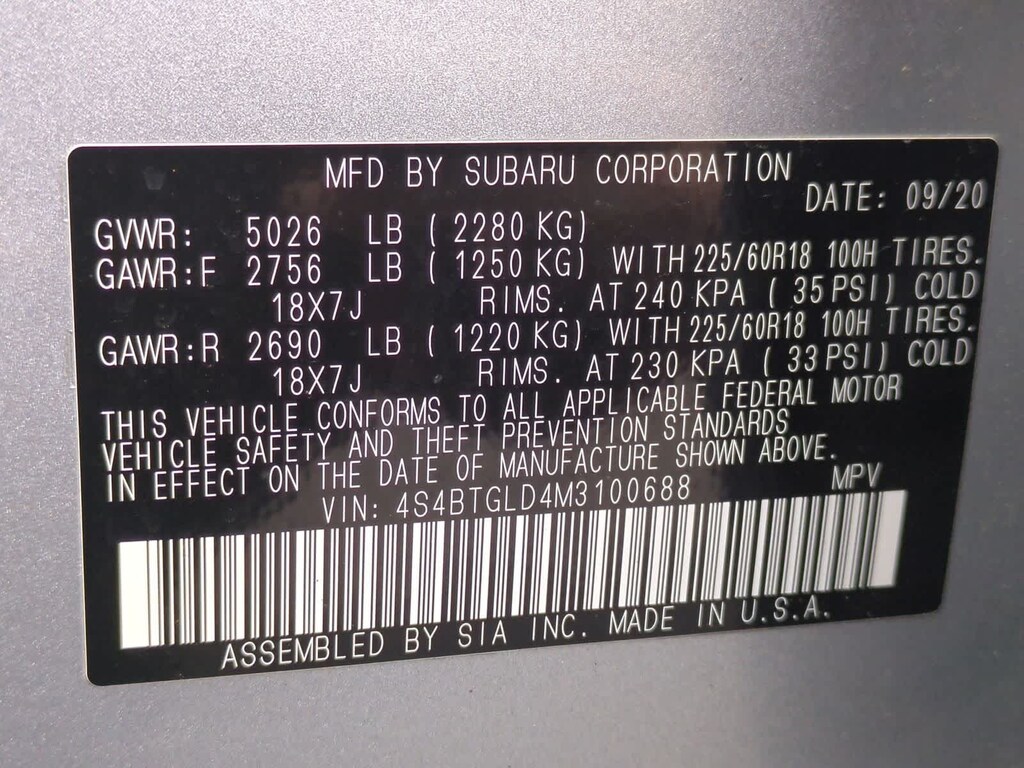 MFD BY SUBARU CORPORATION
DATE: 09/20
GVWR: 5026 LB ( 2280 KG)
GAWR:F 2756 LB ( 1250 KG) WITH 225/60R18 100H TIRES.
18X7J RIMS. AT 240 KPA ( 35 PSI) COLD
GAWR:R 2690 LB ( 1220 KG) WITH 225/60R18 100H TIRES.
18X7J RIMS. AT 230 KPA ( 33 PSI) COLD
THIS VEHICLE CONFORMS TO ALL APPLICABLE FEDERAL MOTOR
VEHICLE SAFETY AND THEFT PREVENTION STANDARDS
IN EFFECT ON THE DATE OF MANUFACTURE SHOWN ABOVE.
VIN: 4S4BTGLD4M3100688 MPV
ASSEMBLED BY SIA INC. MADE IN U.S.A.